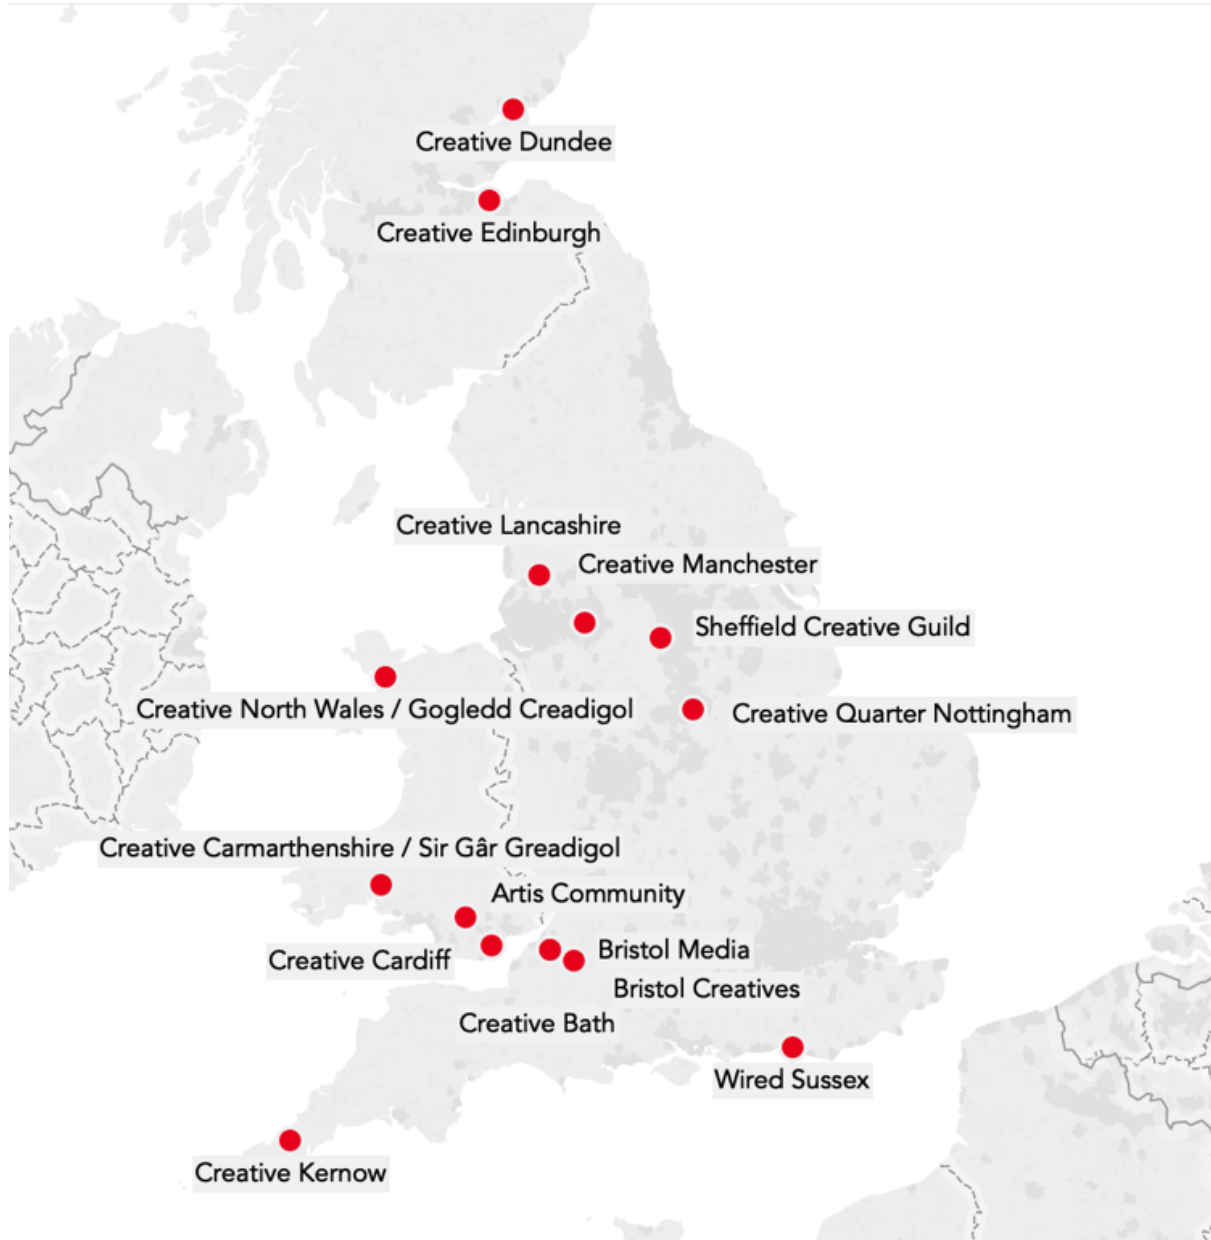 Creative Dundee
Creative Edinburgh
Creative Lancashire
Creative Manchester
Sheffield Creative Guild
Creative North Wales / Gogledd Creadigol
Creative Quarter Nottingham
Creative Carmarthenshire / Sir Gâr Greadigol
Artis Community
Bristol Media
Creative Cardiff
Bristol Creatives
Creative Bath
Wired Sussex
Creative Kernow